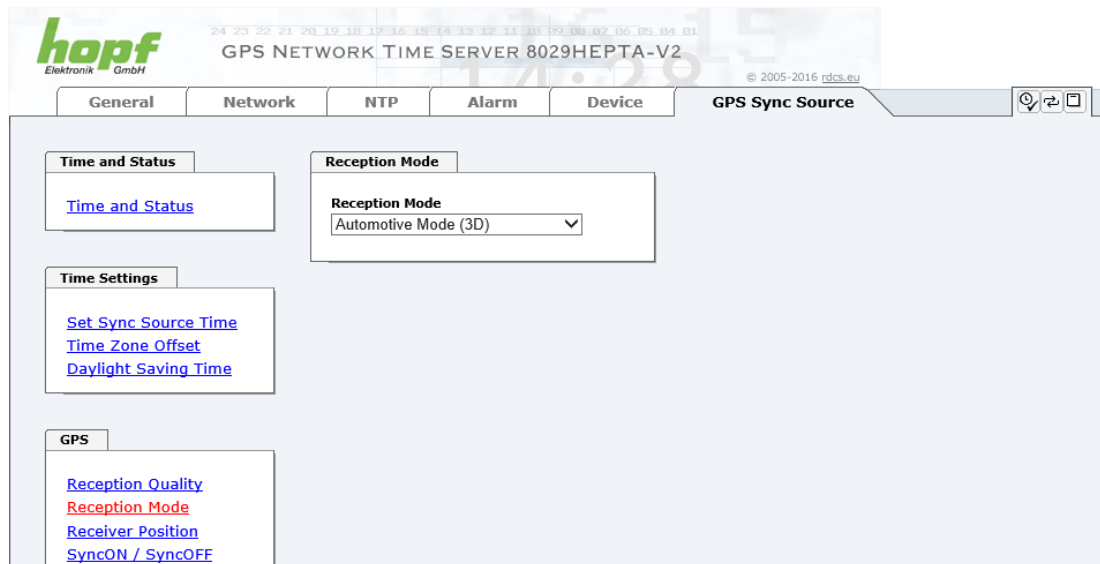 hopf
Elektronik GmbH
24 23 22 21 20 19 18 17 16 15 14 13 12 11 10 09 08 07 06 05 04 01
GPS NETWORK TIME SERVER 8029HEPTA-V2
14:28
15
© 2005-2016 rdcs.eu
General Network NTP Alarm Device GPS Sync Source
Time and Status
Time and Status
Reception Mode
Reception Mode
Automotive Mode (3D)
Time Settings
Set Sync Source Time
Time Zone Offset
Daylight Saving Time
GPS
Reception Quality
Reception Mode
Receiver Position
SyncON / SyncOFF